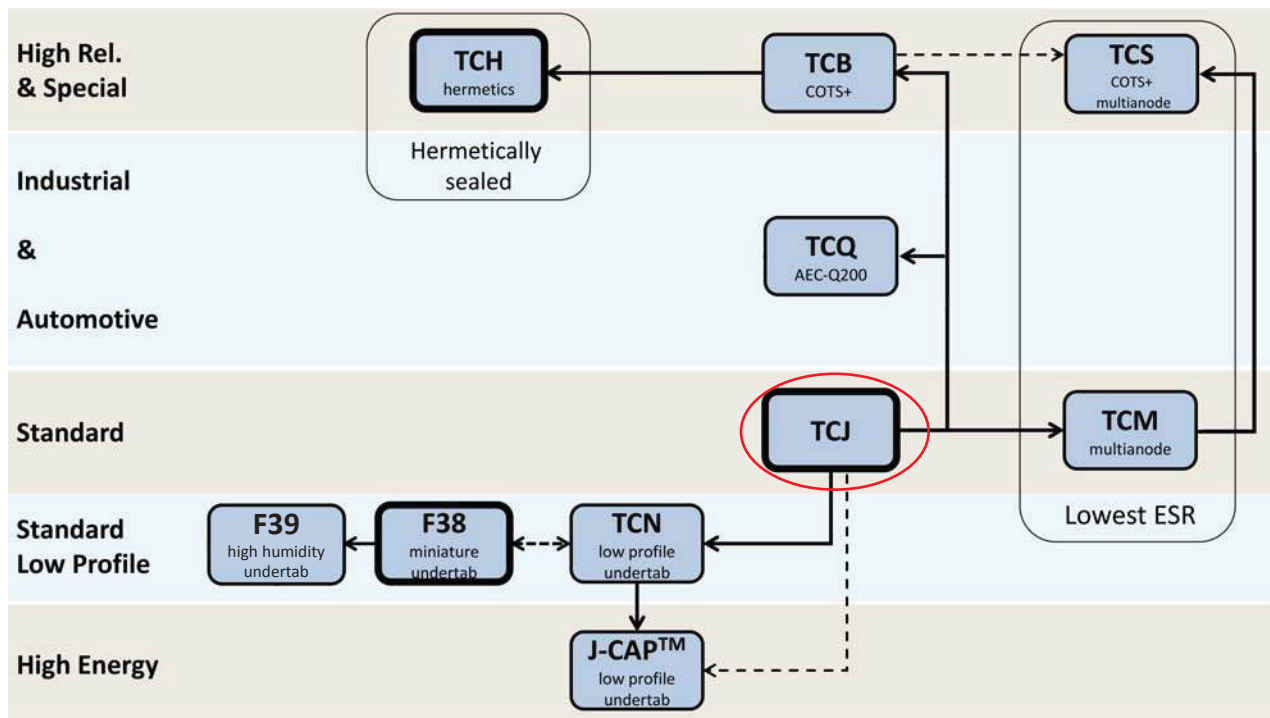 High Rel.
& Special
TCH
hermetics
TCB
COTS+
TCS
COTS+
multianode
Hermetically
sealed
Industrial
&
Automotive
TCQ
AEC-Q200
Standard
TCJ
TCM
multianode
Lowest ESR
Standard
Low Profile
F39
high humidity
undertab
F38
miniature
undertab
TCN
low profile
undertab
High Energy
J-CAP™
low profile
undertab